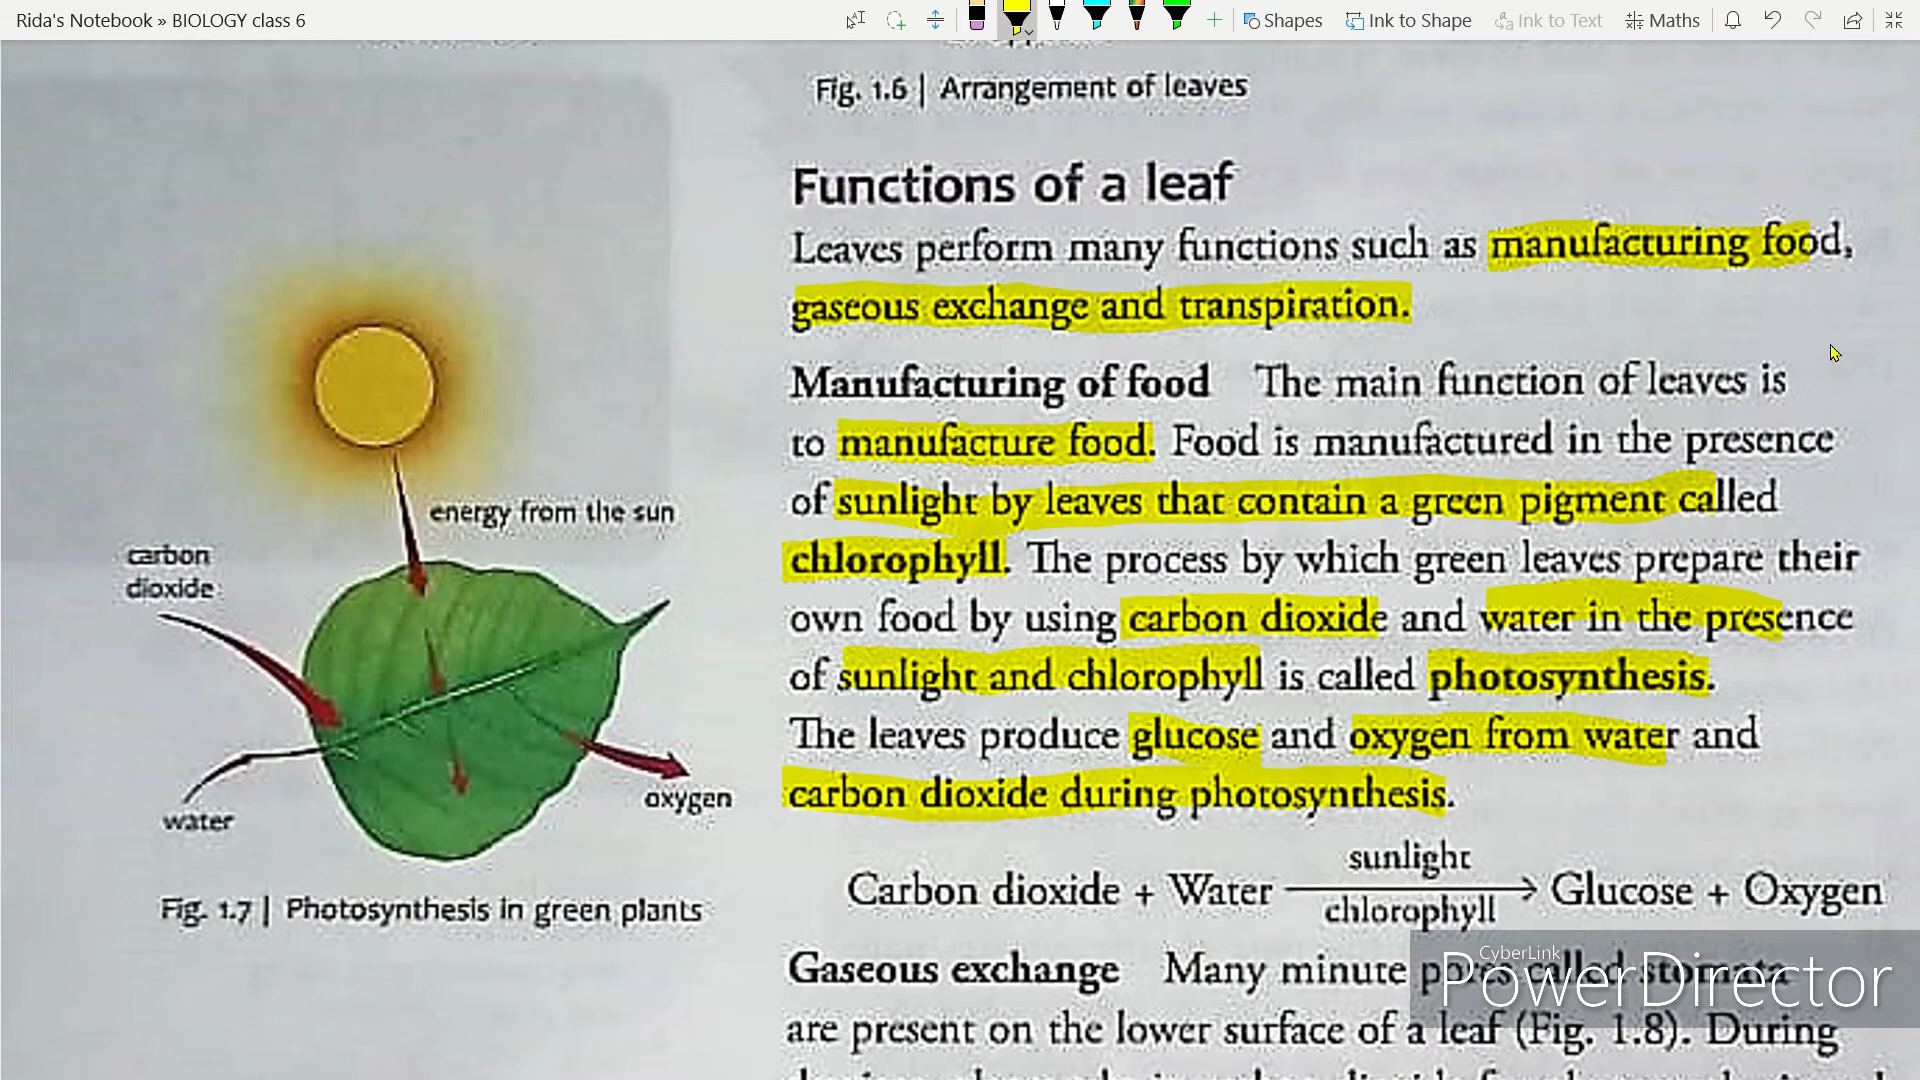 Rida's Notebook » BIOLOGY class 6
Shapes
Ink to Shape
Ink to Text
Maths
Fig. 1.6 | Arrangement of leaves
Functions of a leaf
Leaves perform many functions such as manufacturing food,
gaseous exchange and transpiration.
Manufacturing of food The main function of leaves is
to manufacture food. Food is manufactured in the presence
of sunlight by leaves that contain a green pigment called
chlorophyll. The process by which green leaves prepare their
own food by using carbon dioxide and water in the presence
of sunlight and chlorophyll is called photosynthesis.
The leaves produce glucose and oxygen from water and
carbon dioxide during photosynthesis.
sunlight
Carbon dioxide + Water → Glucose + Oxygen
chlorophyll
Gaseous exchange Many minute pores called stomata
are present on the lower surface of a leaf (Fig. 1.8). During
energy from the sun
carbon
dioxide
water
oxygen
Fig. 1.7 | Photosynthesis in green plants
CyberLink
PowerDirector